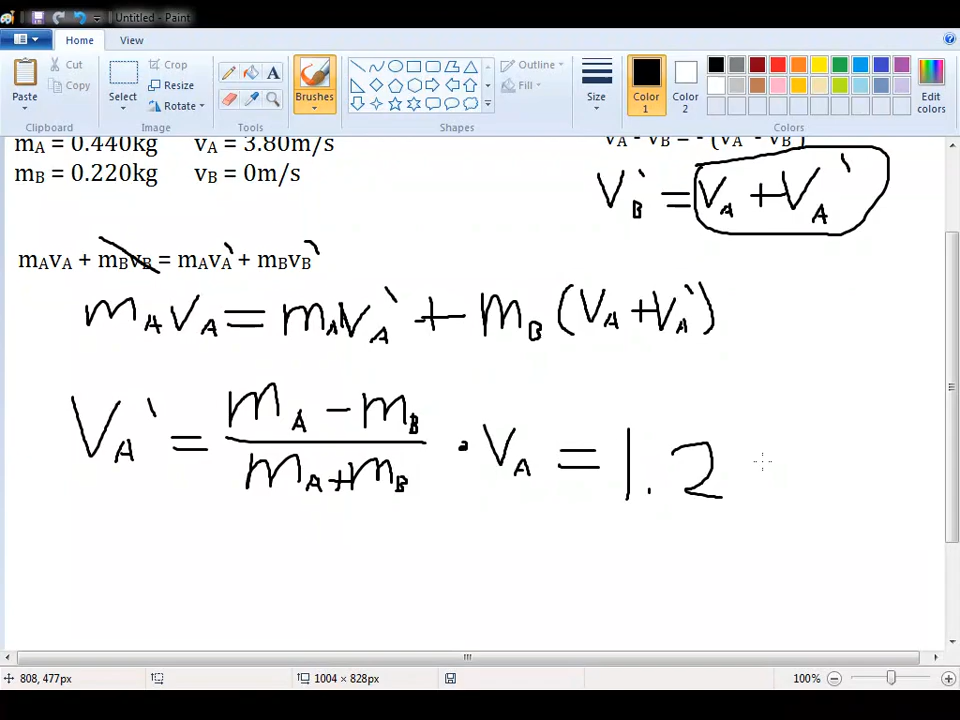 Untitled - Paint
Home View
Paste Cut Copy Select Crop Resize Rotate Brushes Outline Fill Size Color 1 Color 2 Edit colors
Clipboard Image Tools Shapes Colors
mA = 0.440kg vA = 3.80m/s
mB = 0.220kg vB = 0m/s
VB` = VA + VA`
mAvA + mBvB = mAvA` + mBvB`
mAVA = mAVA` + mB (VA + VA`)
VA` = mA - mB / mA + mB · VA = 1.2
808, 477px 1004 × 828px 100%